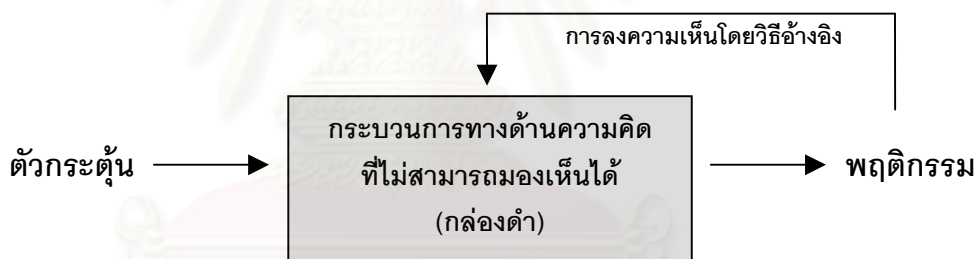 การลงความเห็นโดยวิธีอ้างอิง
ตัวกระตุ้น
กระบวนการทางด้านความคิด
ที่ไม่สามารถมองเห็นได้
(กล่องดำ)
พฤติกรรม